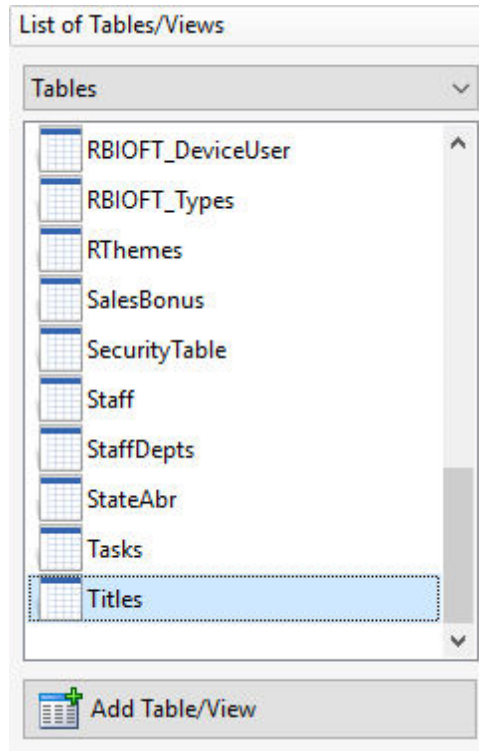 List of Tables/Views
Tables
RBIOFT_DeviceUser
RBIOFT_Types
RThemes
SalesBonus
SecurityTable
Staff
StaffDepts
StateAbr
Tasks
Titles
Add Table/View